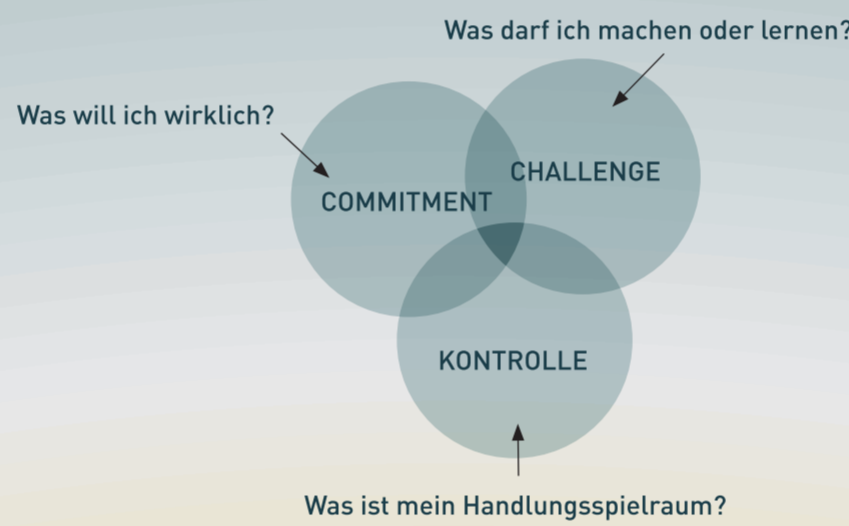 Was darf ich machen oder lernen?
Was will ich wirklich?
CHALLENGE
COMMITMENT
KONTROLLE
Was ist mein Handlungsspielraum?